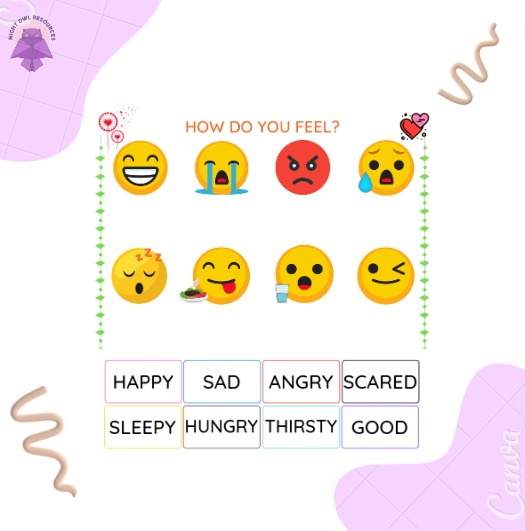 NIGHT OWL RESOURCES
HOW DO YOU FEEL?
z z z
HAPPY SAD ANGRY SCARED
SLEEPY HUNGRY THIRSTY GOOD
Canva